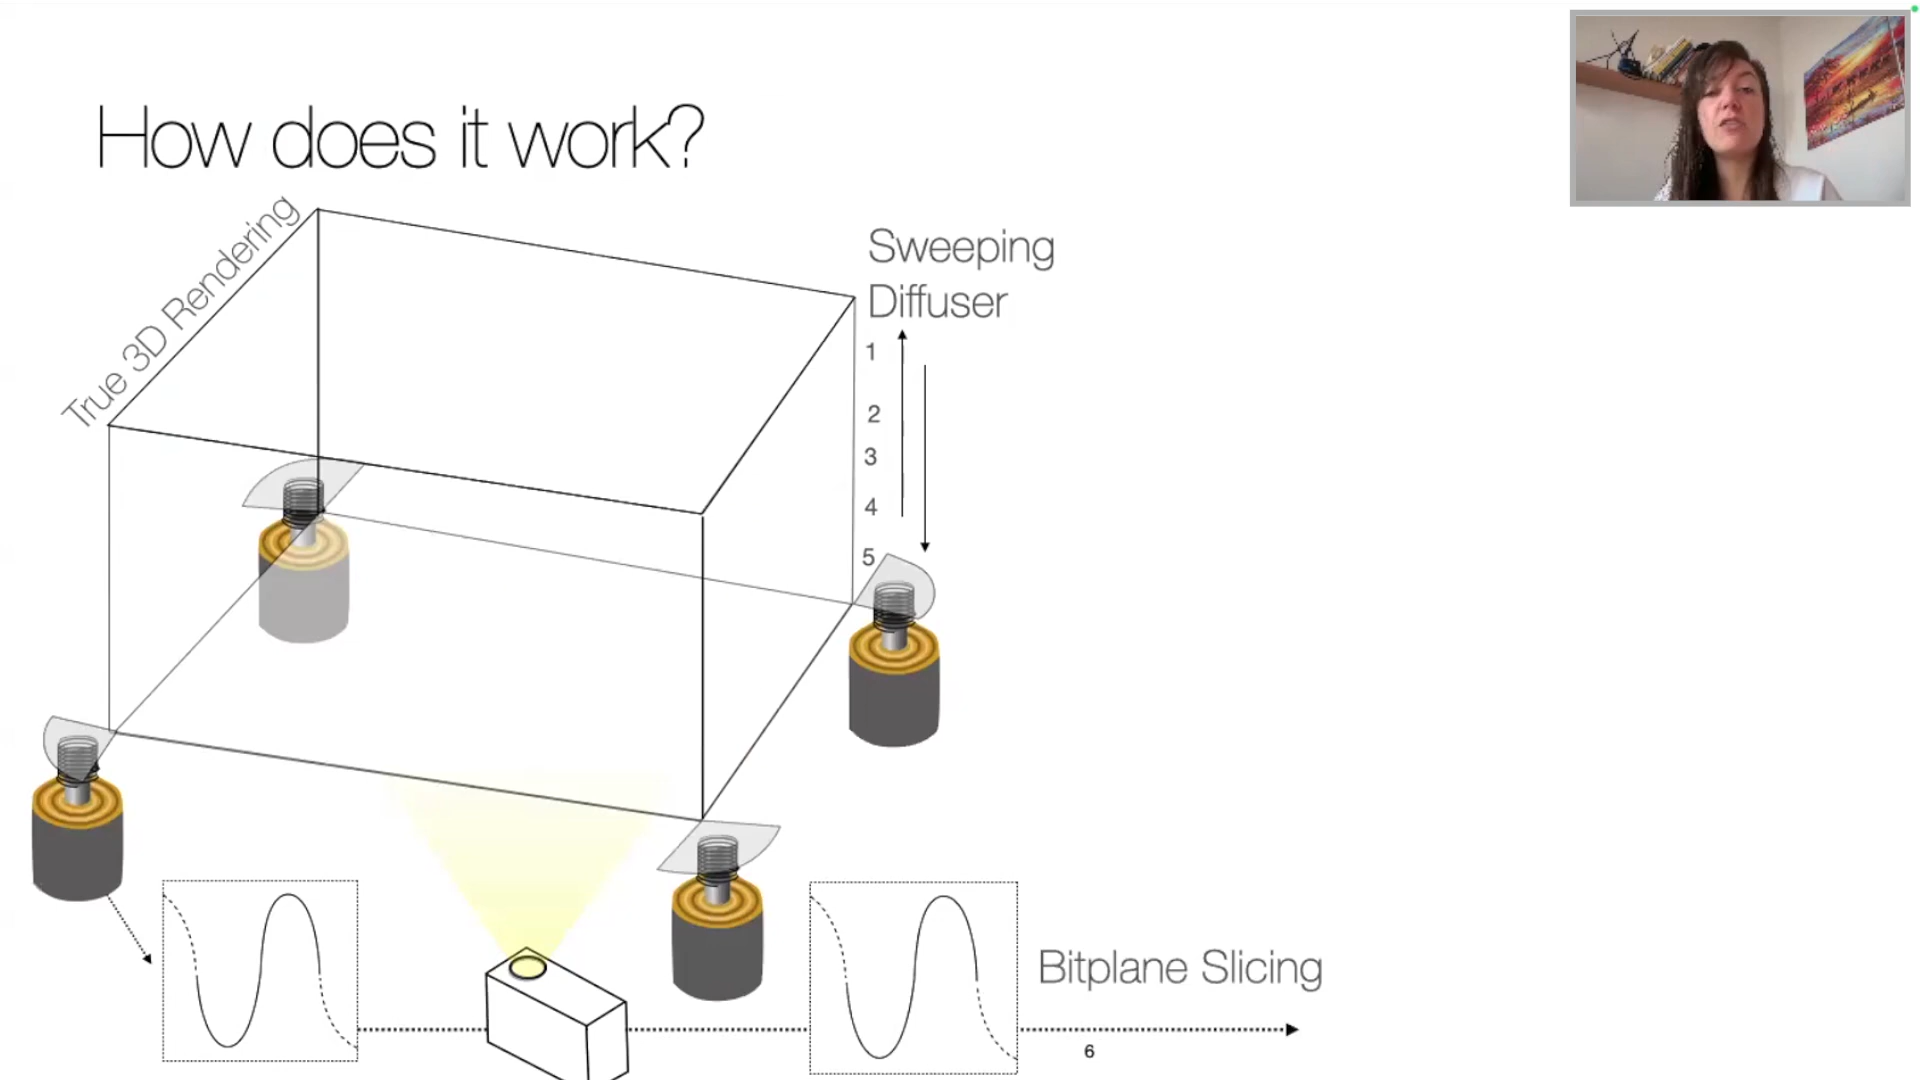 How does it work?
True 3D Rendering
Sweeping
Diffuser
1
2
3
4
5
Bitplane Slicing
6